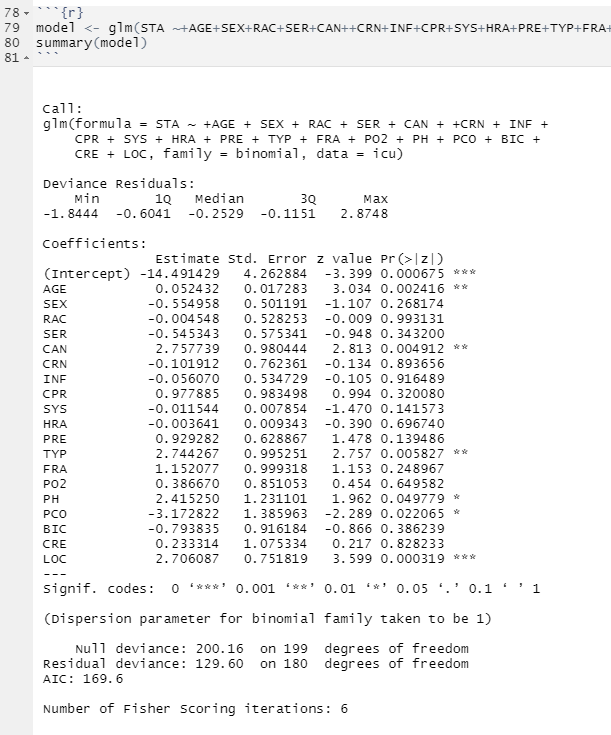 78 ```{r}
79 model <- glm(STA ~+AGE+SEX+RAC+SER+CAN++CRN+INF+CPR+SYS+HRA+PRE+TYP+FRA+
80 summary(model)
81 ```
Call:
glm(formula = STA ~ +AGE + SEX + RAC + SER + CAN + +CRN + INF +
    CPR + SYS + HRA + PRE + TYP + FRA + PO2 + PH + PCO + BIC +
    CRE + LOC, family = binomial, data = icu)
Deviance Residuals:
    Min      1Q  Median      3Q     Max
-1.8444 -0.6041 -0.2529 -0.1151  2.8748
Coefficients:
              Estimate Std. Error z value Pr(>|z|)
(Intercept) -14.491429   4.262884  -3.399 0.000675 ***
AGE           0.052432   0.017283   3.034 0.002416 **
SEX          -0.554958   0.501191  -1.107 0.268174
RAC          -0.004548   0.528253  -0.009 0.993131
SER          -0.545343   0.575341  -0.948 0.343200
CAN           2.757739   0.980444   2.813 0.004912 **
CRN          -0.101912   0.762361  -0.134 0.893656
INF          -0.056070   0.534729  -0.105 0.916489
CPR           0.977885   0.983498   0.994 0.320080
SYS          -0.011544   0.007854  -1.470 0.141573
HRA          -0.003641   0.009343  -0.390 0.696740
PRE           0.929282   0.628867   1.478 0.139486
TYP           2.744267   0.995251   2.757 0.005827 **
FRA           1.152077   0.999318   1.153 0.248967
PO2           0.386670   0.851053   0.454 0.649582
PH            2.415250   1.231101   1.962 0.049779 *
PCO          -3.172822   1.385963  -2.289 0.022065 *
BIC          -0.793835   0.916184  -0.866 0.386239
CRE           0.233314   1.075334   0.217 0.828233
LOC           2.706087   0.751819   3.599 0.000319 ***
---
Signif. codes:  0 ‘***’ 0.001 ‘**’ 0.01 ‘*’ 0.05 ‘.’ 0.1 ‘ ’ 1
(Dispersion parameter for binomial family taken to be 1)
    Null deviance: 200.16  on 199  degrees of freedom
Residual deviance: 129.60  on 180  degrees of freedom
AIC: 169.6
Number of Fisher Scoring iterations: 6